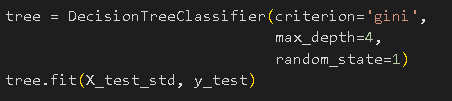 tree = DecisionTreeClassifier(criterion='gini',
                              max_depth=4,
                              random_state=1)
tree.fit(X_test_std, y_test)